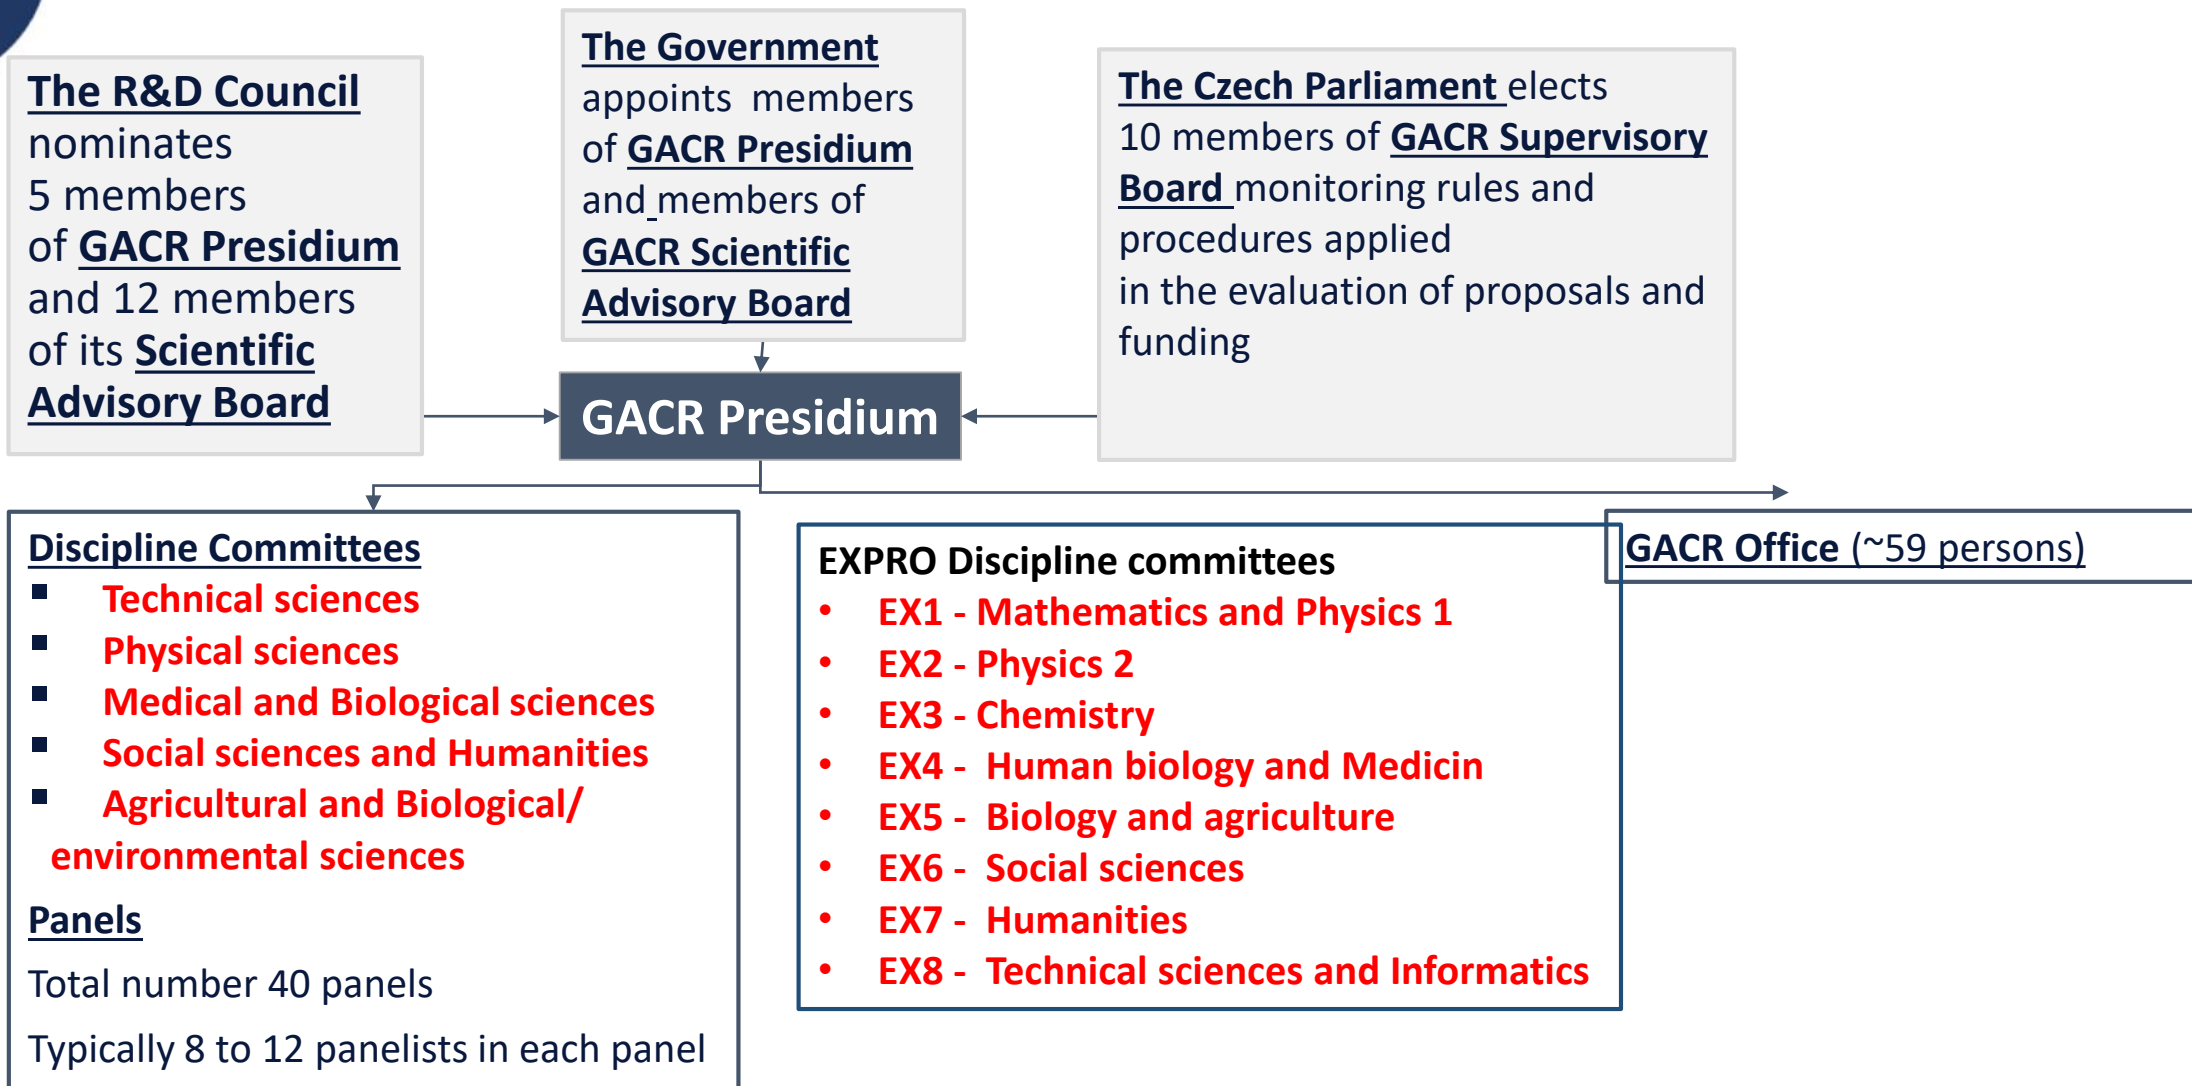 The R&D Council
nominates
5 members
of GACR Presidium
and 12 members
of its Scientific
Advisory Board
The Government
appoints members
of GACR Presidium
and members of
GACR Scientific
Advisory Board
The Czech Parliament elects
10 members of GACR Supervisory
Board monitoring rules and
procedures applied
in the evaluation of proposals and
funding
GACR Presidium
Discipline Committees
▪ Technical sciences
▪ Physical sciences
▪ Medical and Biological sciences
▪ Social sciences and Humanities
▪ Agricultural and Biological/
environmental sciences
Panels
Total number 40 panels
Typically 8 to 12 panelists in each panel
EXPRO Discipline committees
• EX1 - Mathematics and Physics 1
• EX2 - Physics 2
• EX3 - Chemistry
• EX4 - Human biology and Medicin
• EX5 - Biology and agriculture
• EX6 - Social sciences
• EX7 - Humanities
• EX8 - Technical sciences and Informatics
GACR Office (~59 persons)